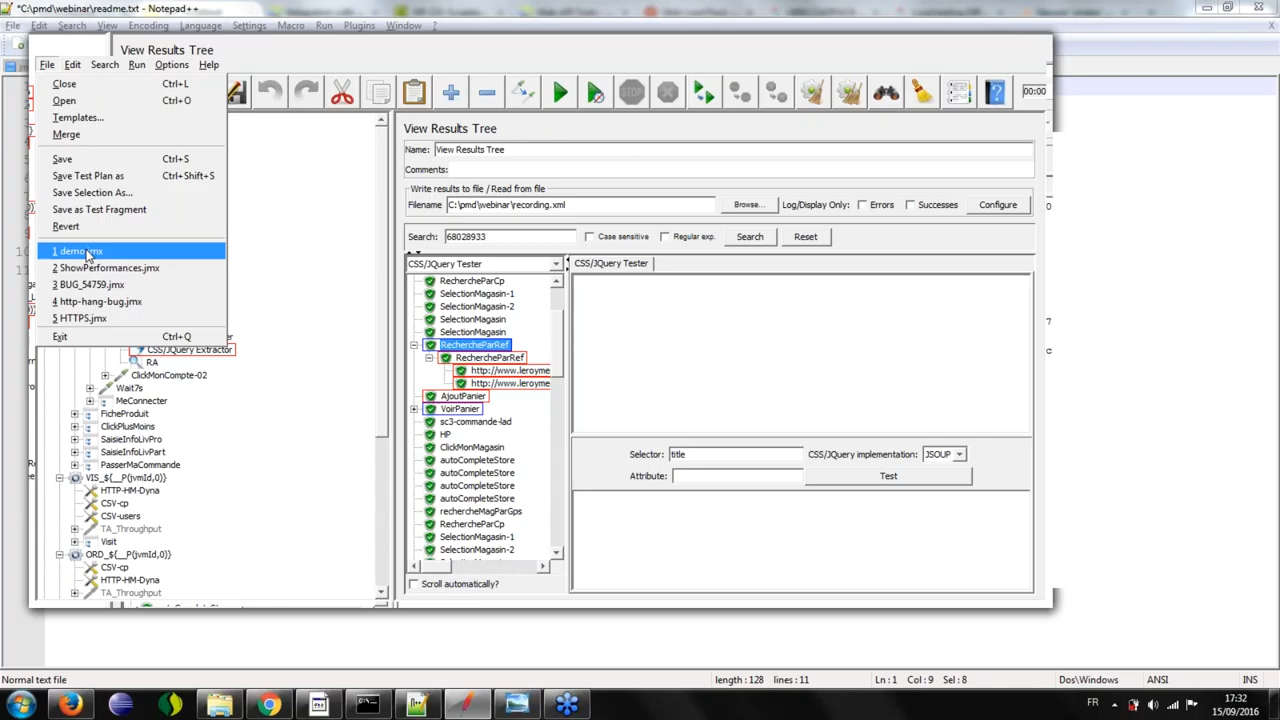 *C:\pmd\webinar\readme.txt - Notepad++
File Edit Search View Encoding Language Settings Macro Run Plugins Window ?
View Results Tree
File Edit Search Run Options Help
Close Ctrl+L
Open Ctrl+O
Templates...
Merge
Save Ctrl+S
Save Test Plan as Ctrl+Shift+S
Save Selection As...
Save as Test Fragment
Revert
1 demo.jmx
2 ShowPerformances.jmx
3 BUG_54759.jmx
4 http-hang-bug.jmx
5 HTTPS.jmx
Exit Ctrl+Q
CSS/JQuery Extractor
RA
ClickMonCompte-02
Wait7s
MeConnecter
FicheProduit
ClickPlusMoins
SaisieInfoLivPro
SaisieInfoLivPart
PasserMaCommande
VIS_${__P(jvmId,0)}
HTTP-HM-Dyna
CSV-cp
CSV-users
TA_Throughput
Visit
ORD_${__P(jvmId,0)}
CSV-cp
HTTP-HM-Dyna
TA_Throughput
00:00
View Results Tree
Name: View Results Tree
Comments:
Write results to file / Read from file
Filename C:\pmd\webinar\recording.xml Browse... Log/Display Only: Errors Successes Configure
Search: 68028933 Case sensitive Regular exp. Search Reset
CSS/JQuery Tester
RechercheParCp
SelectionMagasin-1
SelectionMagasin-2
SelectionMagasin
RechercheParRef
RechercheParRef
http://www.leroyme
http://www.leroyme
AjoutPanier
VoirPanier
sc3-commande-lad
HP
ClickMonMagasin
autoCompleteStore
autoCompleteStore
autoCompleteStore
autoCompleteStore
rechercheMagParGps
RechercheParCp
SelectionMagasin-1
SelectionMagasin-2
Scroll automatically?
CSS/JQuery Tester
Selector: title CSS/JQuery implementation: JSOUP
Attribute: Test
Normal text file length : 128 lines : 11 Ln : 1 Col : 9 Sel : 8 Dos\Windows ANSI INS
FR 17:32
15/09/2016